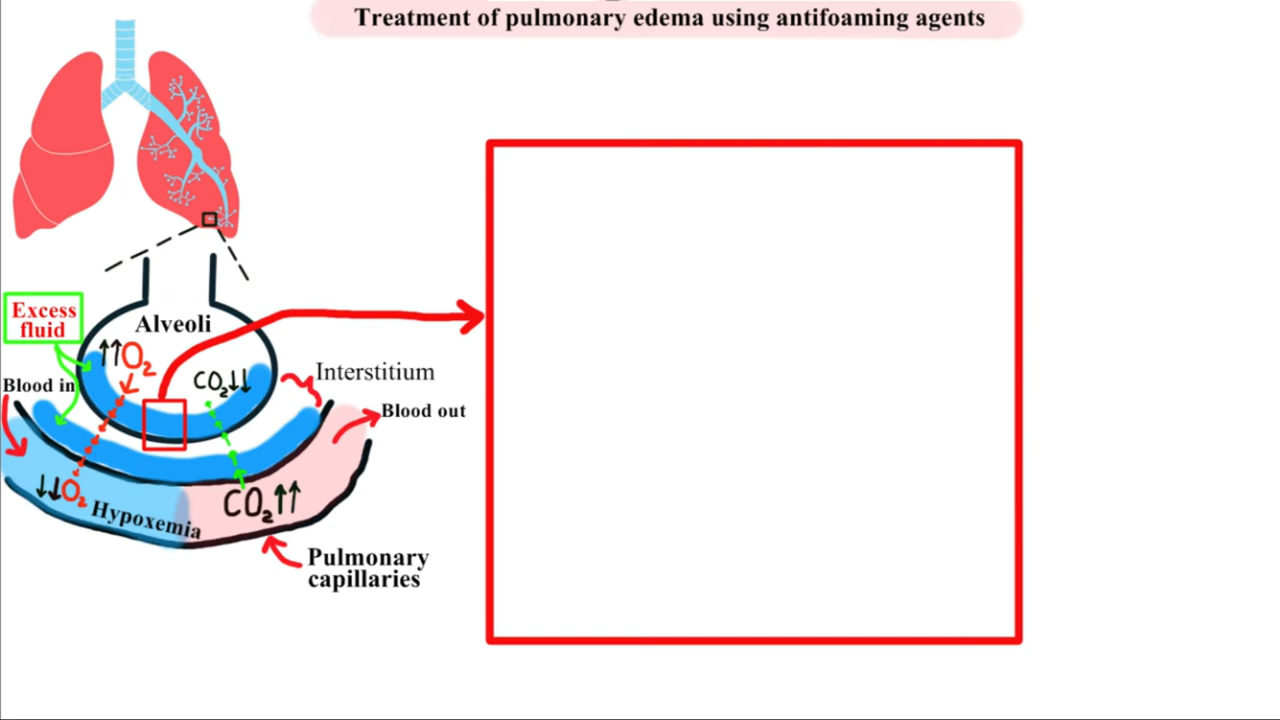 Treatment of pulmonary edema using antifoaming agents
Excess
fluid
Alveoli
↑↑O₂
CO₂↓↓
Interstitium
Blood in
Blood out
↓↓O₂
Hypoxemia
CO₂↑↑
Pulmonary
capillaries